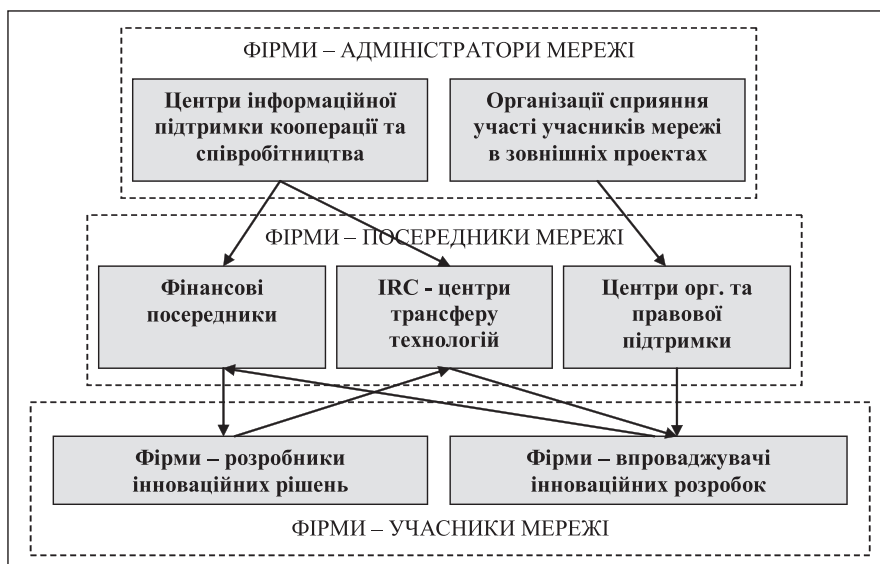 ФІРМИ – АДМІНІСТРАТОРИ МЕРЕЖІ
Центри інформаційної
підтримки кооперації та
співробітництва
Організації сприяння
участі учасників мережі
в зовнішніх проектах
ФІРМИ – ПОСЕРЕДНИКИ МЕРЕЖІ
Фінансові
посередники
IRC - центри
трансферу
технологій
Центри орг. та
правової
підтримки
Фірми – розробники
інноваційних рішень
Фірми – впроваджувачі
інноваційних розробок
ФІРМИ – УЧАСНИКИ МЕРЕЖІ